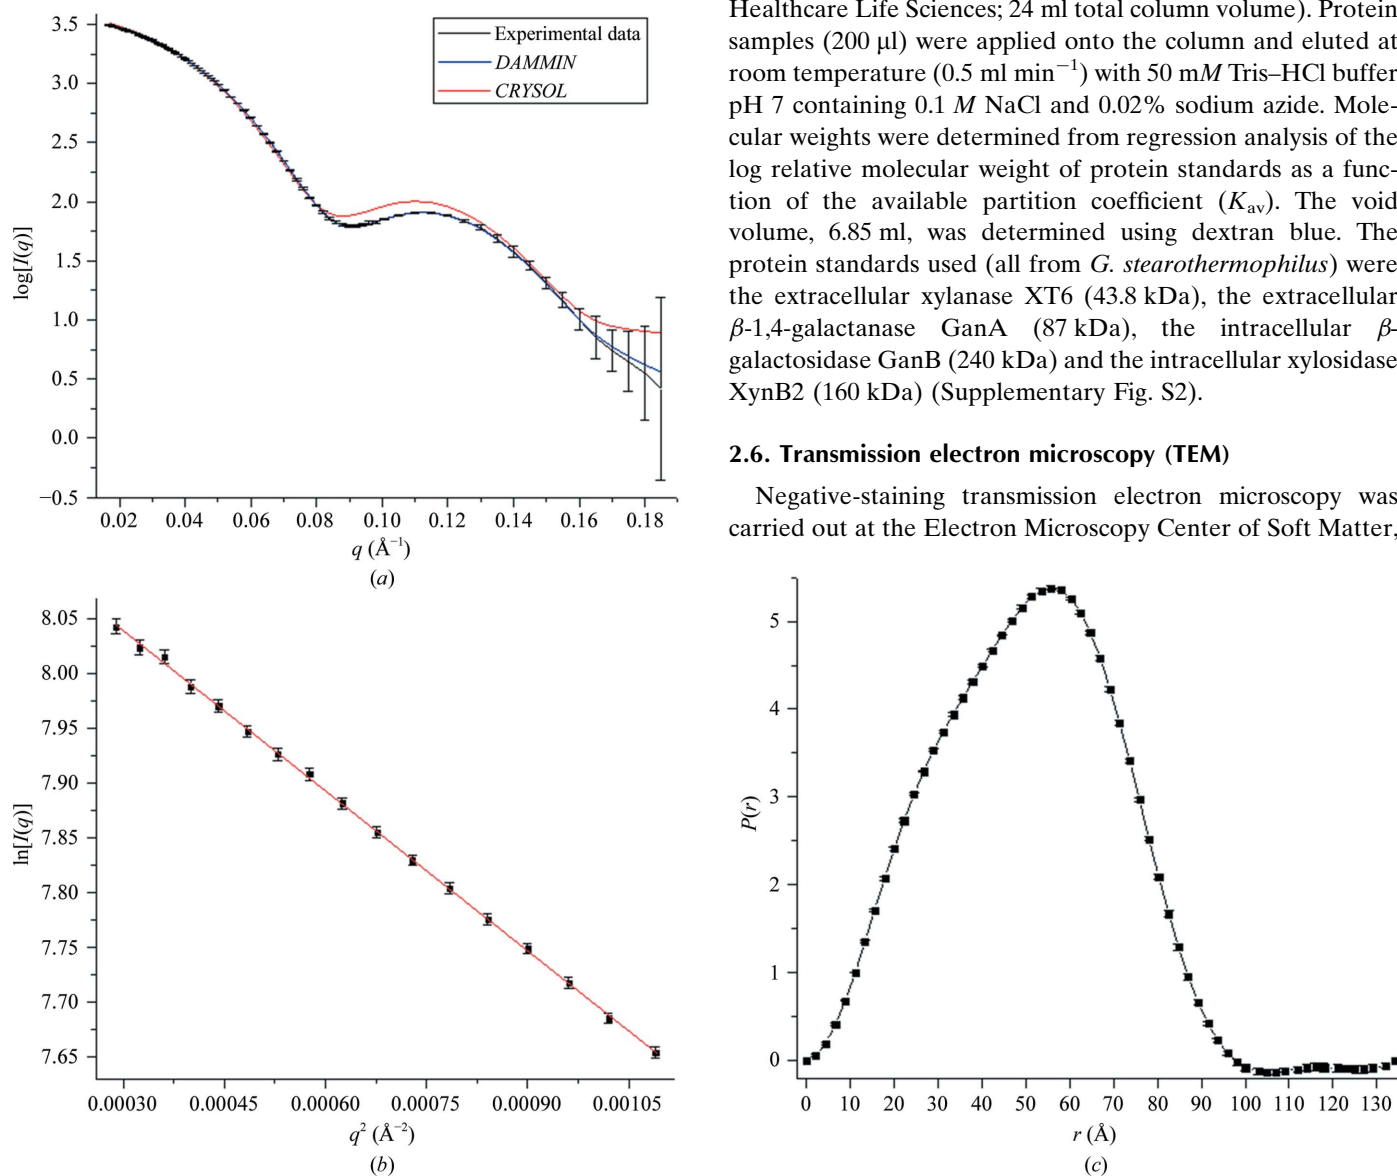 3.5
3.0
2.5
2.0
1.5
1.0
0.5
0.0
−0.5
log[I(q)]
Experimental data
DAMMIN
CRYSOL
0.02 0.04 0.06 0.08 0.10 0.12 0.14 0.16 0.18
q (Å⁻¹)
(a)
8.05
8.00
7.95
7.90
7.85
7.80
7.75
7.70
7.65
ln[I(q)]
0.00030 0.00045 0.00060 0.00075 0.00090 0.00105
q² (Å⁻²)
(b)
Healthcare Life Sciences; 24 ml total column volume). Protein
samples (200 µl) were applied onto the column and eluted at
room temperature (0.5 ml min⁻¹) with 50 mM Tris–HCl buffer
pH 7 containing 0.1 M NaCl and 0.02% sodium azide. Mole-
cular weights were determined from regression analysis of the
log relative molecular weight of protein standards as a func-
tion of the available partition coefficient (Kav). The void
volume, 6.85 ml, was determined using dextran blue. The
protein standards used (all from G. stearothermophilus) were
the extracellular xylanase XT6 (43.8 kDa), the extracellular
β-1,4-galactanase GanA (87 kDa), the intracellular β-
galactosidase GanB (240 kDa) and the intracellular xylosidase
XynB2 (160 kDa) (Supplementary Fig. S2).
2.6. Transmission electron microscopy (TEM)
Negative-staining transmission electron microscopy was
carried out at the Electron Microscopy Center of Soft Matter,
5
4
3
2
1
0
P(r)
0 10 20 30 40 50 60 70 80 90 100 110 120 130
r (Å)
(c)